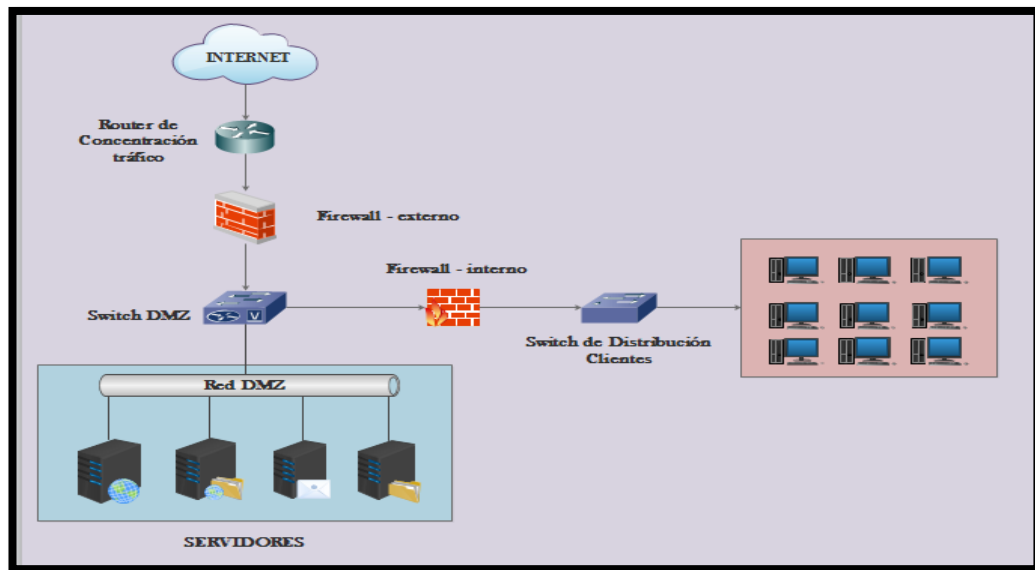 INTERNET
Router de
Concentración
tráfico
Firewall - externo
Firewall - interno
Switch DMZ
V
Switch de Distribución
Clientes
Red DMZ
SERVIDORES